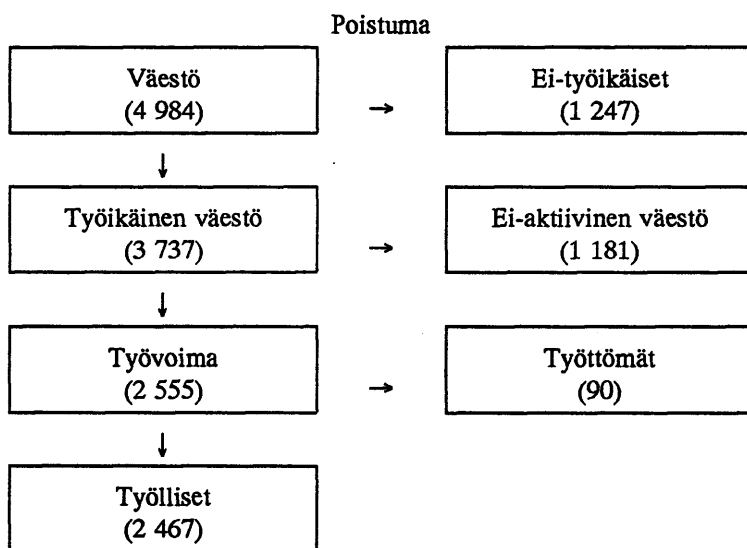 Poistuma
Väestö
(4 984)
→
Ei-työikäiset
(1 247)
↓
Työikäinen väestö
(3 737)
→
Ei-aktiivinen väestö
(1 181)
↓
Työvoima
(2 555)
→
Työttömät
(90)
↓
Työlliset
(2 467)